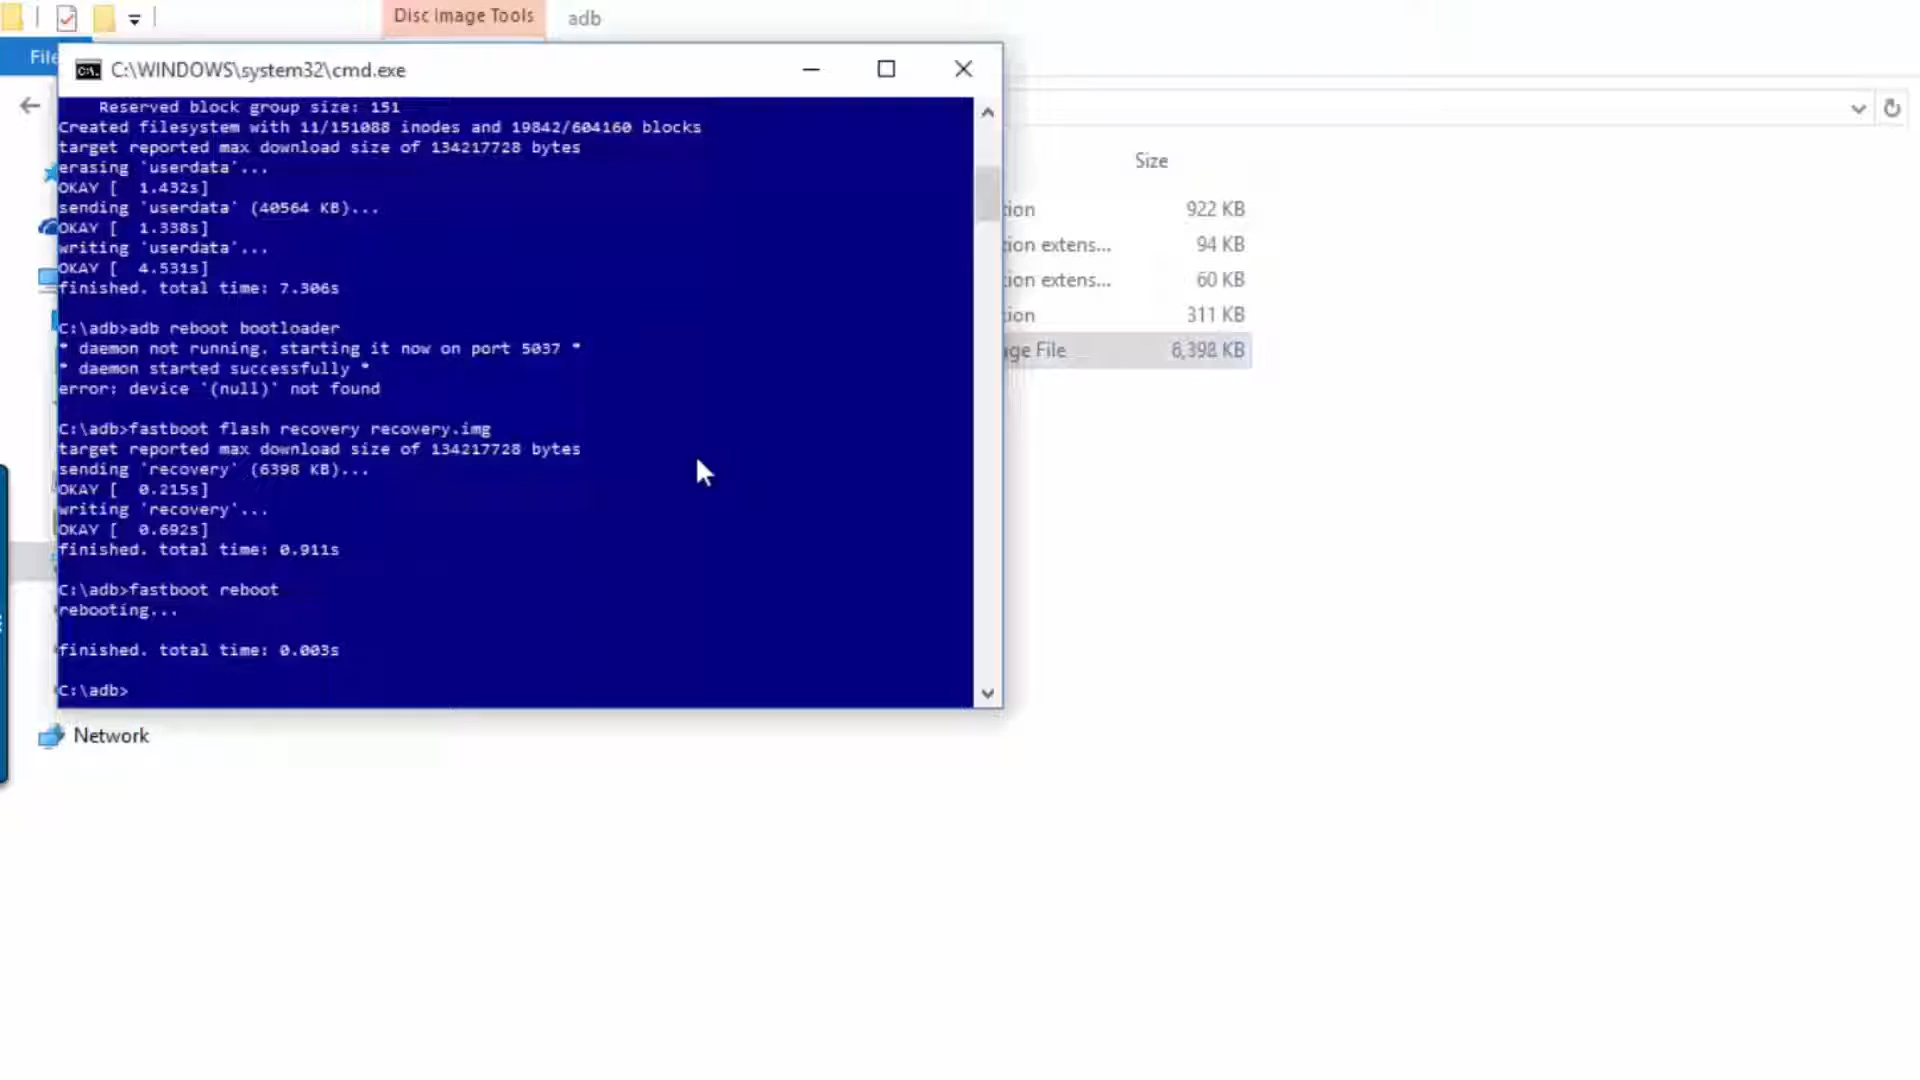 Disc Image Tools
adb
File
C:\WINDOWS\system32\cmd.exe
Reserved block group size: 151
Created filesystem with 11/151088 inodes and 19842/604160 blocks
target reported max download size of 134217728 bytes
erasing 'userdata'...
OKAY [  1.432s]
sending 'userdata' (40564 KB)...
OKAY [  1.338s]
writing 'userdata'...
OKAY [  4.531s]
finished. total time: 7.306s
C:\adb>adb reboot bootloader
* daemon not running. starting it now on port 5037 *
* daemon started successfully *
error: device '(null)' not found
C:\adb>fastboot flash recovery recovery.img
target reported max download size of 134217728 bytes
sending 'recovery' (6398 KB)...
OKAY [  0.215s]
writing 'recovery'...
OKAY [  0.692s]
finished. total time: 0.911s
C:\adb>fastboot reboot
rebooting...
finished. total time: 0.003s
C:\adb>
Size
tion 922 KB
tion extens... 94 KB
tion extens... 60 KB
tion 311 KB
ge File 6,398 KB
Network